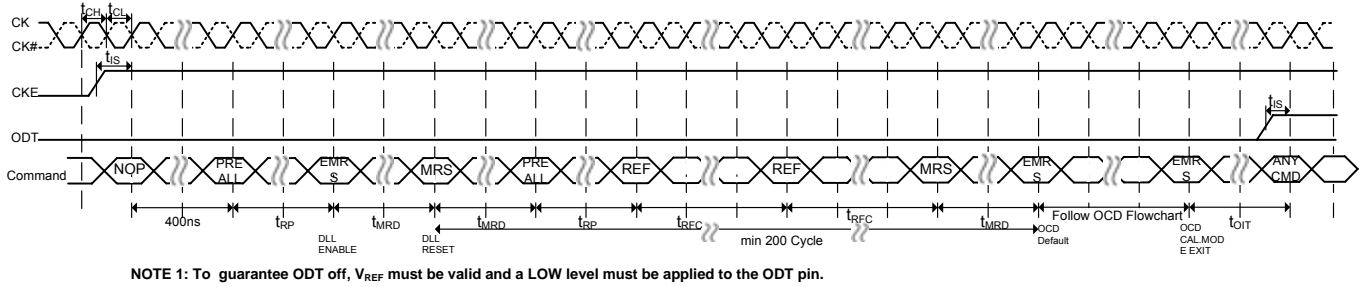 tCH tCL
CK
CK#
tIS
CKE
tIS
ODT
Command
NOP
PRE
ALL
EMR
S
MRS
PRE
ALL
REF
REF
MRS
EMR
S
EMR
S
ANY
CMD
400ns
tRP
tMRD
tMRD
tRP
tRFC
tRFC
tMRD
Follow OCD Flowchart
tOIT
DLL
ENABLE
DLL
RESET
min 200 Cycle
OCD
Default
OCD
CAL.MOD
E EXIT
NOTE 1: To guarantee ODT off, VREF must be valid and a LOW level must be applied to the ODT pin.